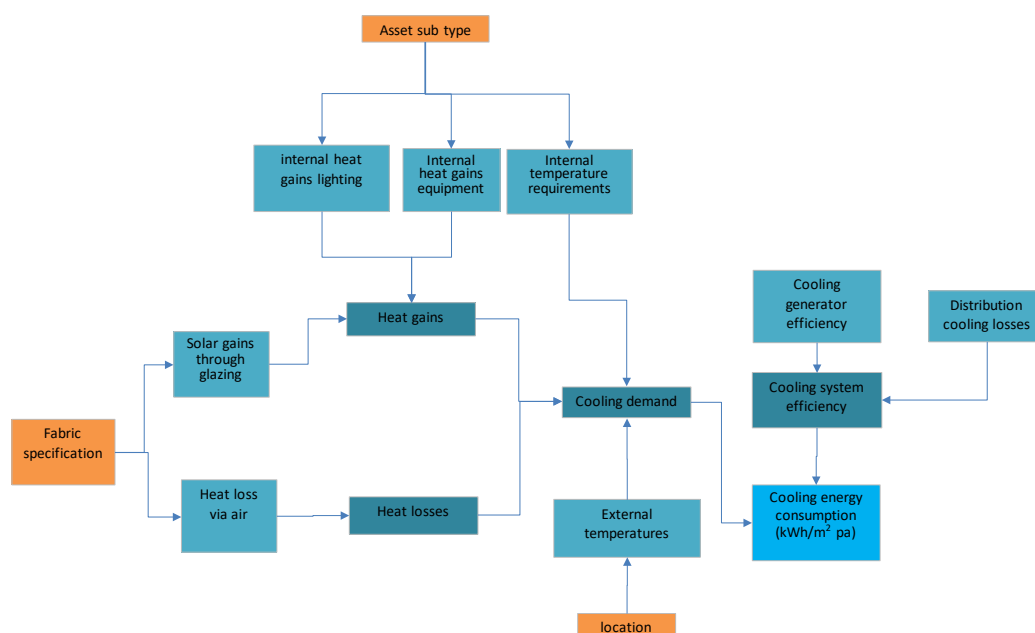 Asset sub type
internal heat
gains lighting
Internal
heat gains
equipment
Internal
temperature
requirements
Cooling
generator
efficiency
Distribution
cooling losses
Heat gains
Solar gains
through
glazing
Cooling demand
Cooling system
efficiency
Fabric
specification
Heat loss
via air
Heat losses
External
temperatures
Cooling energy
consumption
(kWh/m² pa)
location